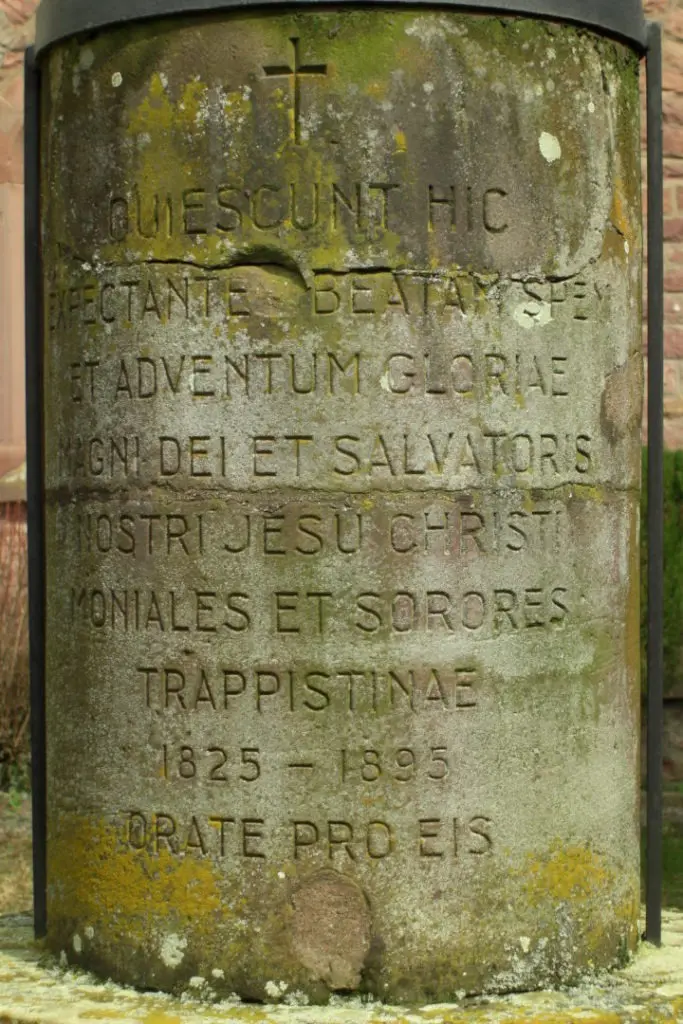 QUIESCUNT HIC
EXPECTANTE BEATAM SPEM
ET ADVENTUM GLORIAE
MAGNI DEI ET SALVATORIS
NOSTRI JESU CHRISTI
MONIALES ET SORORES
TRAPPISTINAE
1825 – 1895
ORATE PRO EIS